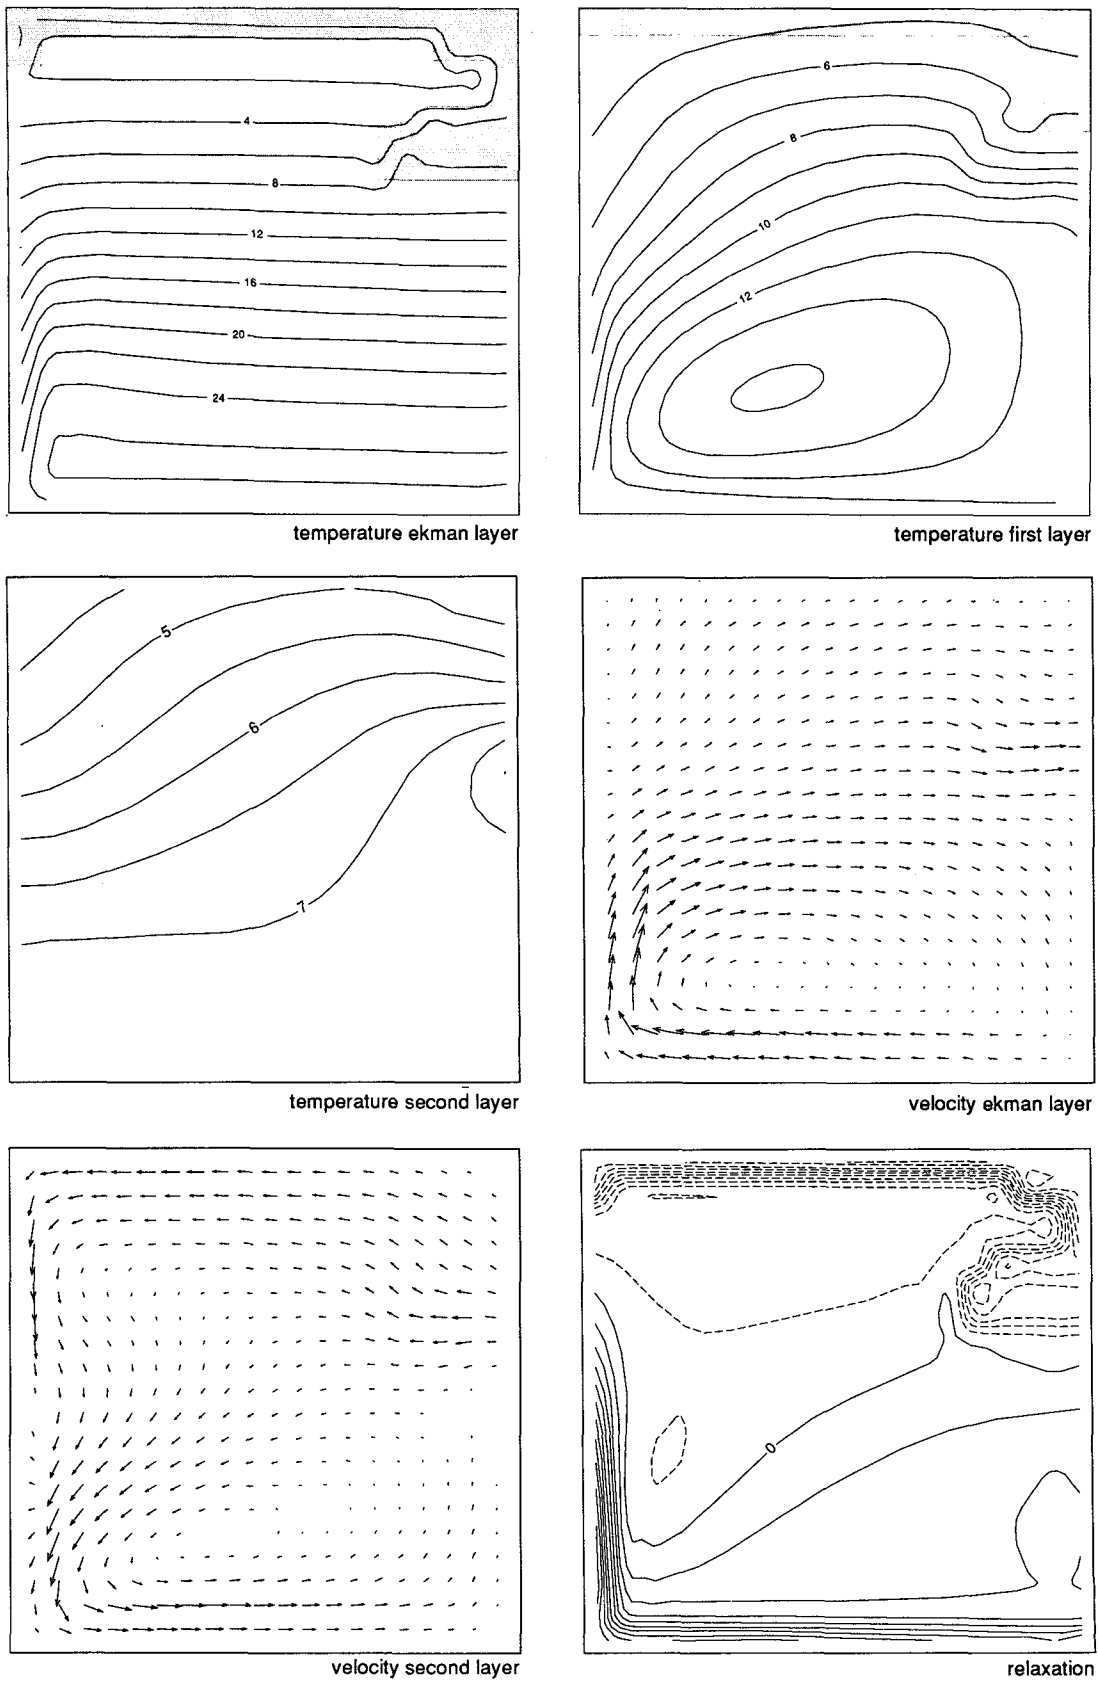 4
8
12
16
20
24
temperature ekman layer
6
8
10
12
temperature first layer
5
6
7
temperature second layer
velocity ekman layer
velocity second layer
0
relaxation